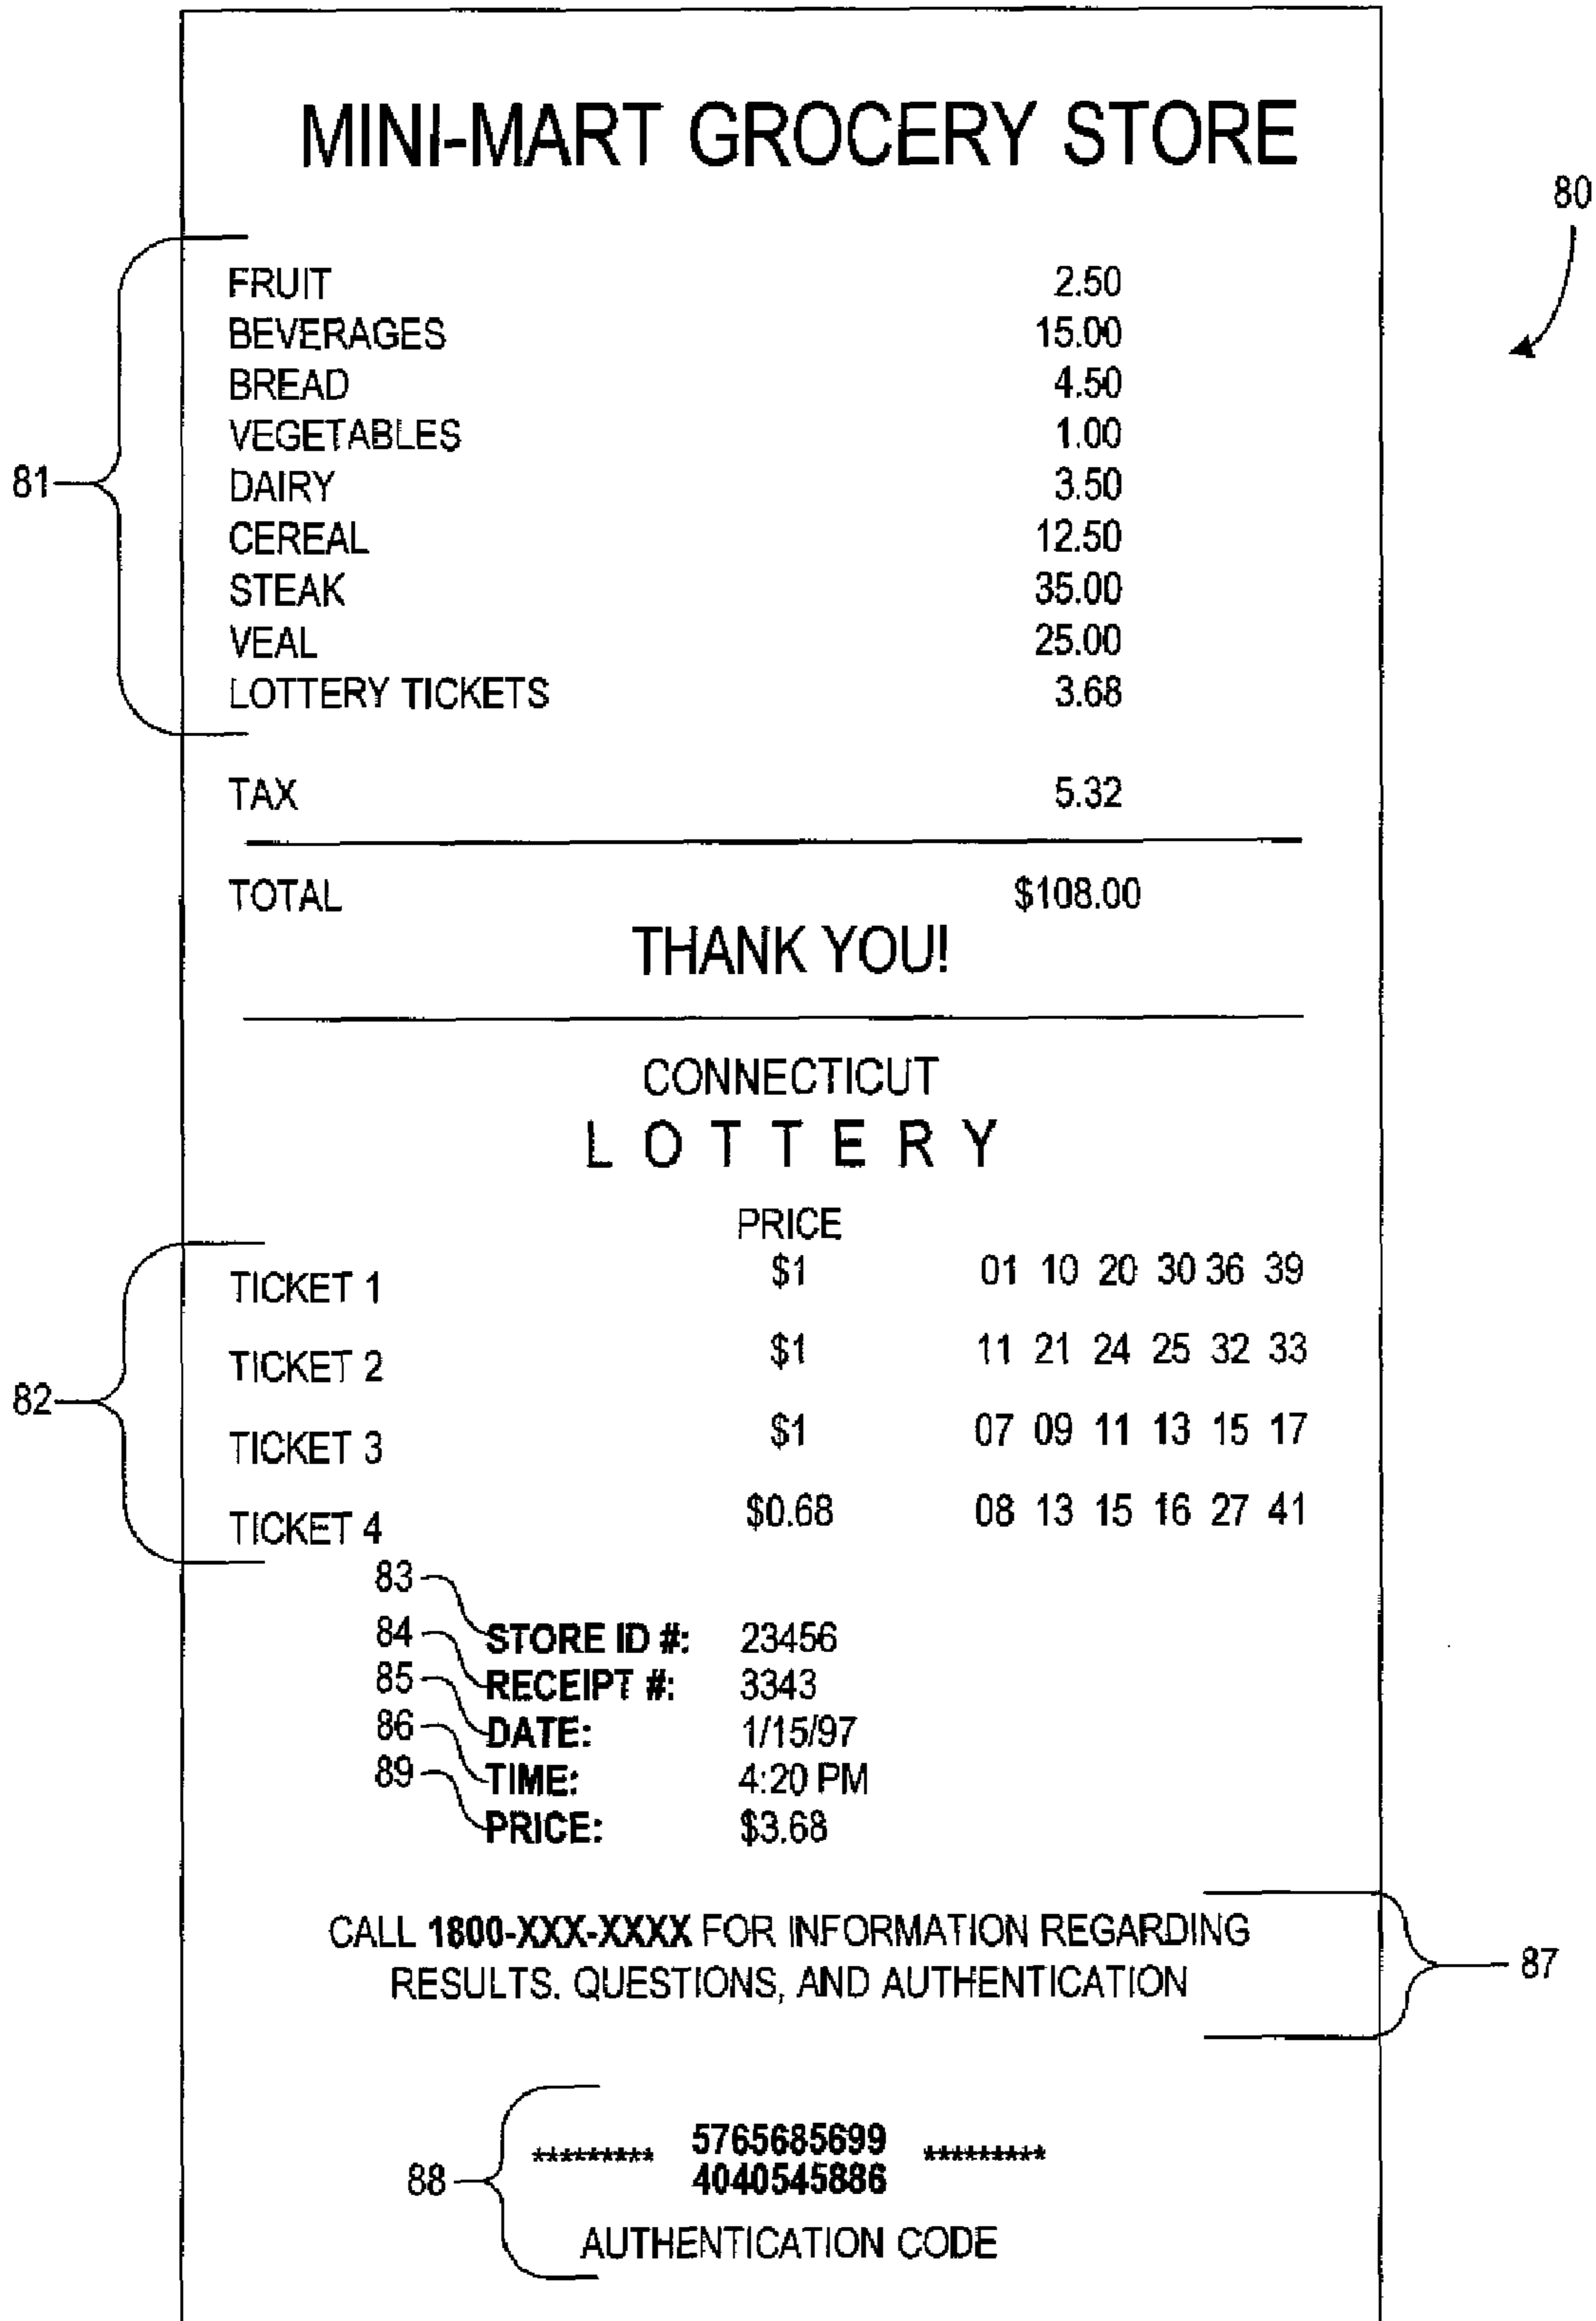 MINI-MART GROCERY STORE
80
FRUIT 2.50
BEVERAGES 15.00
BREAD 4.50
VEGETABLES 1.00
81 DAIRY 3.50
CEREAL 12.50
STEAK 35.00
VEAL 25.00
LOTTERY TICKETS 3.68
TAX 5.32
TOTAL $108.00
THANK YOU!
CONNECTICUT
LOTTERY
PRICE
TICKET 1 $1 01 10 20 30 36 39
TICKET 2 $1 11 21 24 25 32 33
82
TICKET 3 $1 07 09 11 13 15 17
TICKET 4 $0.68 08 13 15 16 27 41
83 STORE ID #: 23456
84 RECEIPT #: 3343
85 DATE: 1/15/97
86 TIME: 4:20 PM
89 PRICE: $3.68
CALL 1800-XXX-XXXX FOR INFORMATION REGARDING
RESULTS. QUESTIONS, AND AUTHENTICATION
87
********* 5765685699 *********
88 4040545886
AUTHENTICATION CODE